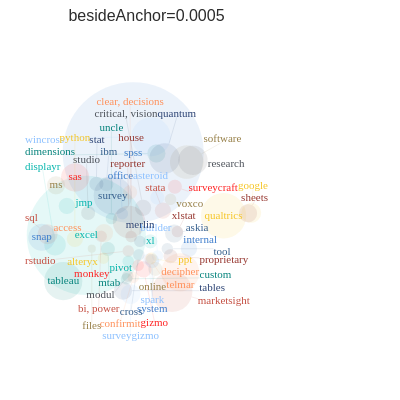 besideAnchor=0.0005
clear, decisions
critical, visionquantum
uncle
wincross python stat house software
dimensions ibm spss
studio reporter research
displayr office asteroid
ms sas survey stata surveycraft google
jmp voxco xlstat sheets
sql qualtrics
access merlin builder askia
snap excel xl internal
tool
rstudio alteryx pivot ppt proprietary
monkey decipher custom
tableau mtab online telmar tables
modul spark marketsight
bi, power cross system
files confirmit gizmo
surveygizmo